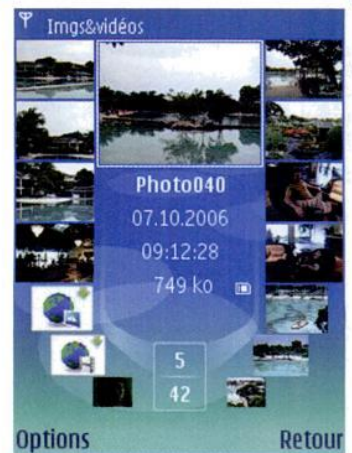 Imgs&vidéos
Photo040
07.10.2006
09:12:28
749 ko
5
42
Options
Retour